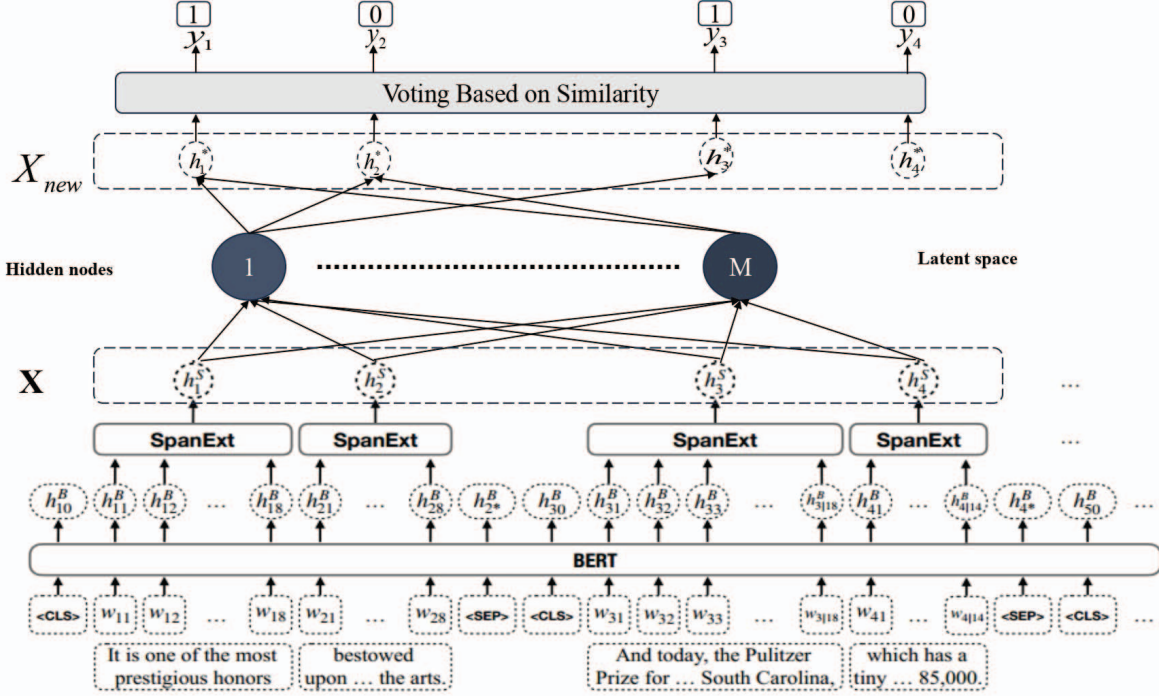 1 0 1 0
y1 y2 y3 y4
Voting Based on Similarity
Xnew h1* h2* h3* h4*
Hidden nodes 1 M Latent space
X h1S h2S h3S h4S ...
SpanExt SpanExt SpanExt SpanExt ...
h10B h11B h12B ... h18B h21B ... h28B h2*B h30B h31B h32B h33B ... h3|18B h41B ... h4|14B h4*B h50B ...
BERT
<CLS> w11 w12 ... w18 w21 ... w28 <SEP> <CLS> w31 w32 w33 ... w3|18 w41 ... w4|14 <SEP> <CLS> ...
It is one of the most
prestigious honors
bestowed
upon ... the arts.
And today, the Pulitzer
Prize for ... South Carolina,
which has a
tiny ... 85,000.